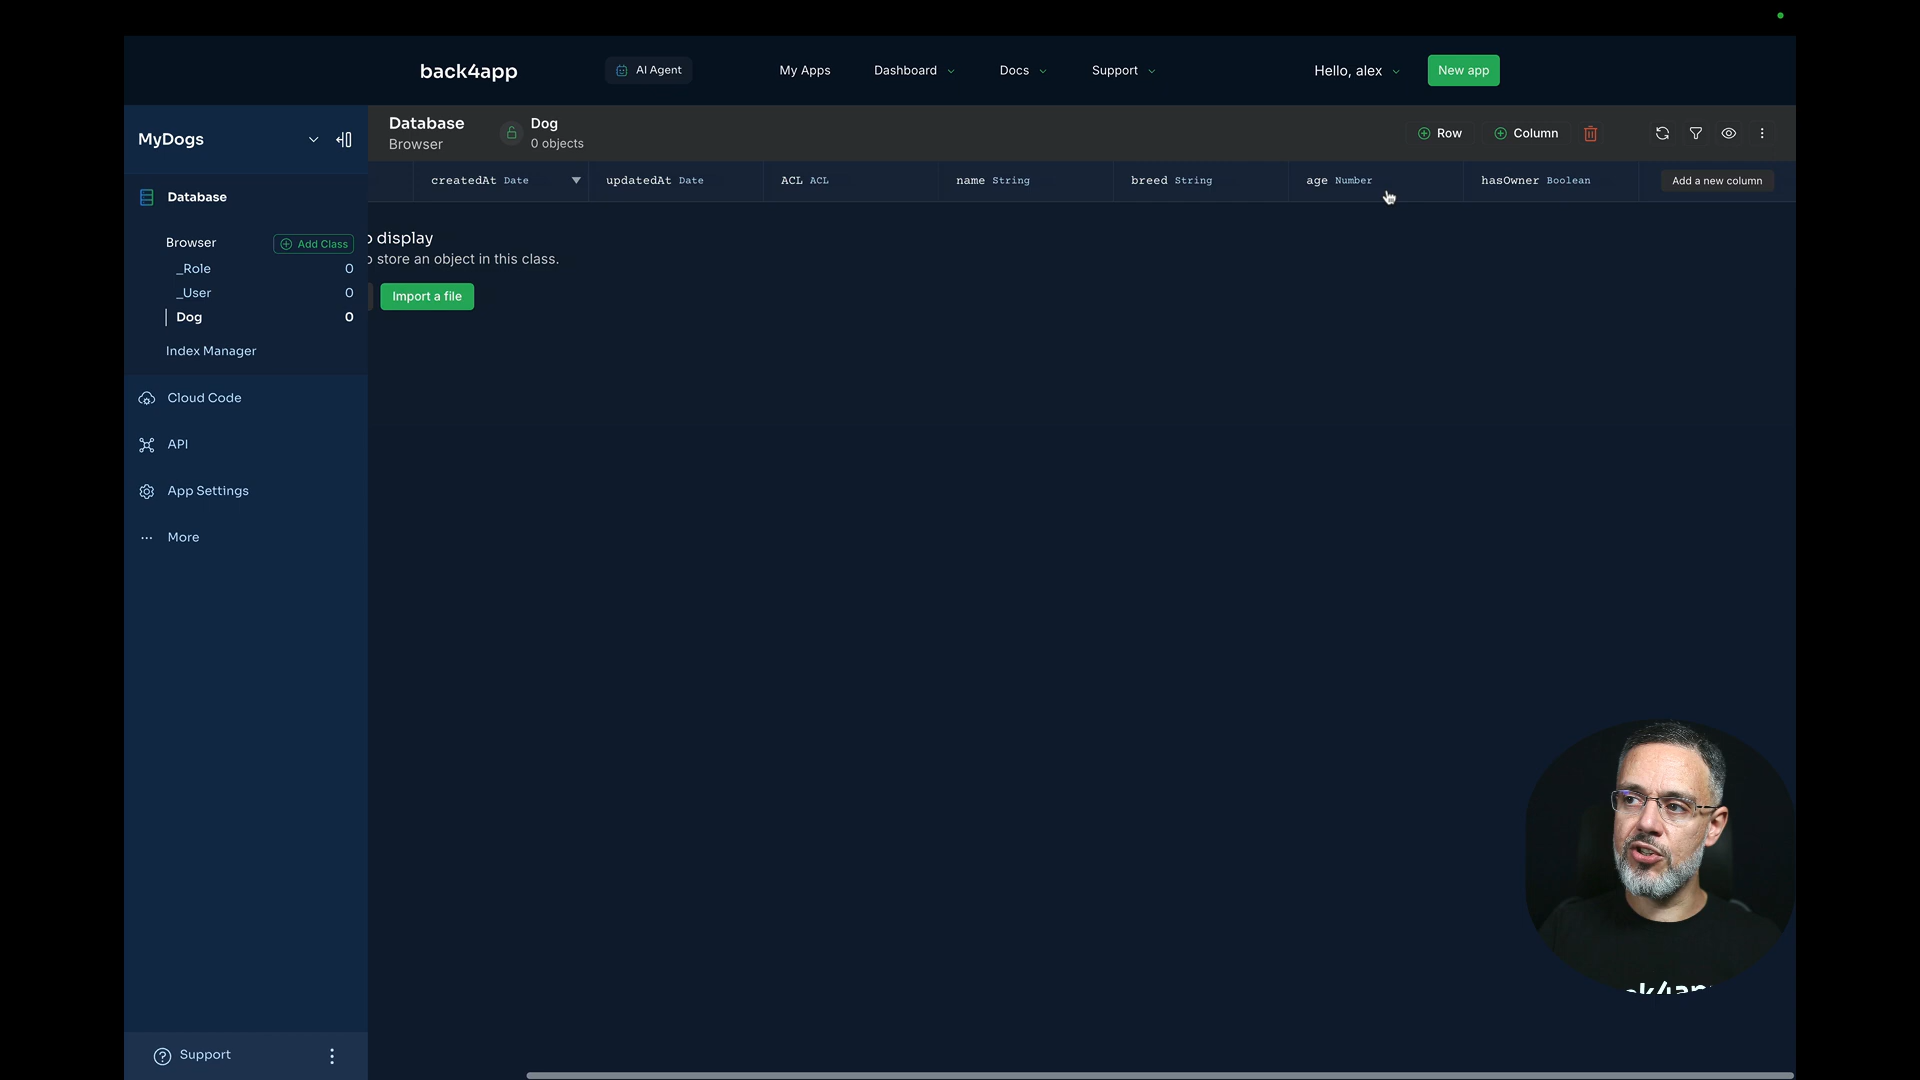 back4app
AI Agent
My Apps
Dashboard
Docs
Support
Hello, alex
New app
MyDogs
Database
Browser
Dog
0 objects
Row
Column
createdAt Date
updatedAt Date
ACL ACL
name String
breed String
age Number
hasOwner Boolean
Add a new column
Database
Browser
Add Class
_Role 0
_User 0
Dog 0
Index Manager
Cloud Code
API
App Settings
More
display
store an object in this class.
Import a file
Support